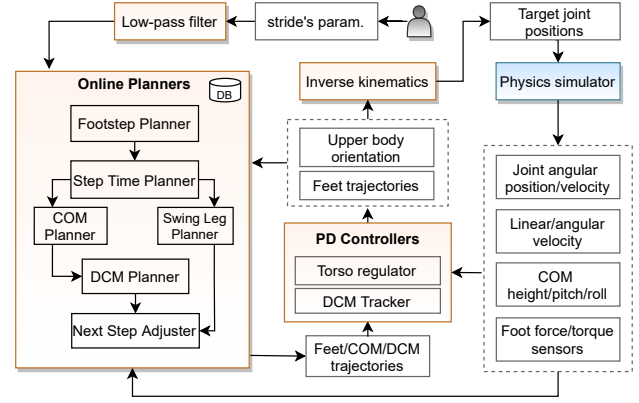 Low-pass filter
stride's param.
Target joint
positions
Online Planners
DB
Footstep Planner
Step Time Planner
COM
Planner
Swing Leg
Planner
DCM Planner
Next Step Adjuster
Inverse kinematics
Upper body
orientation
Feet trajectories
PD Controllers
Torso regulator
DCM Tracker
Feet/COM/DCM
trajectories
Physics simulator
Joint angular
position/velocity
Linear/angular
velocity
COM
height/pitch/roll
Foot force/torque
sensors